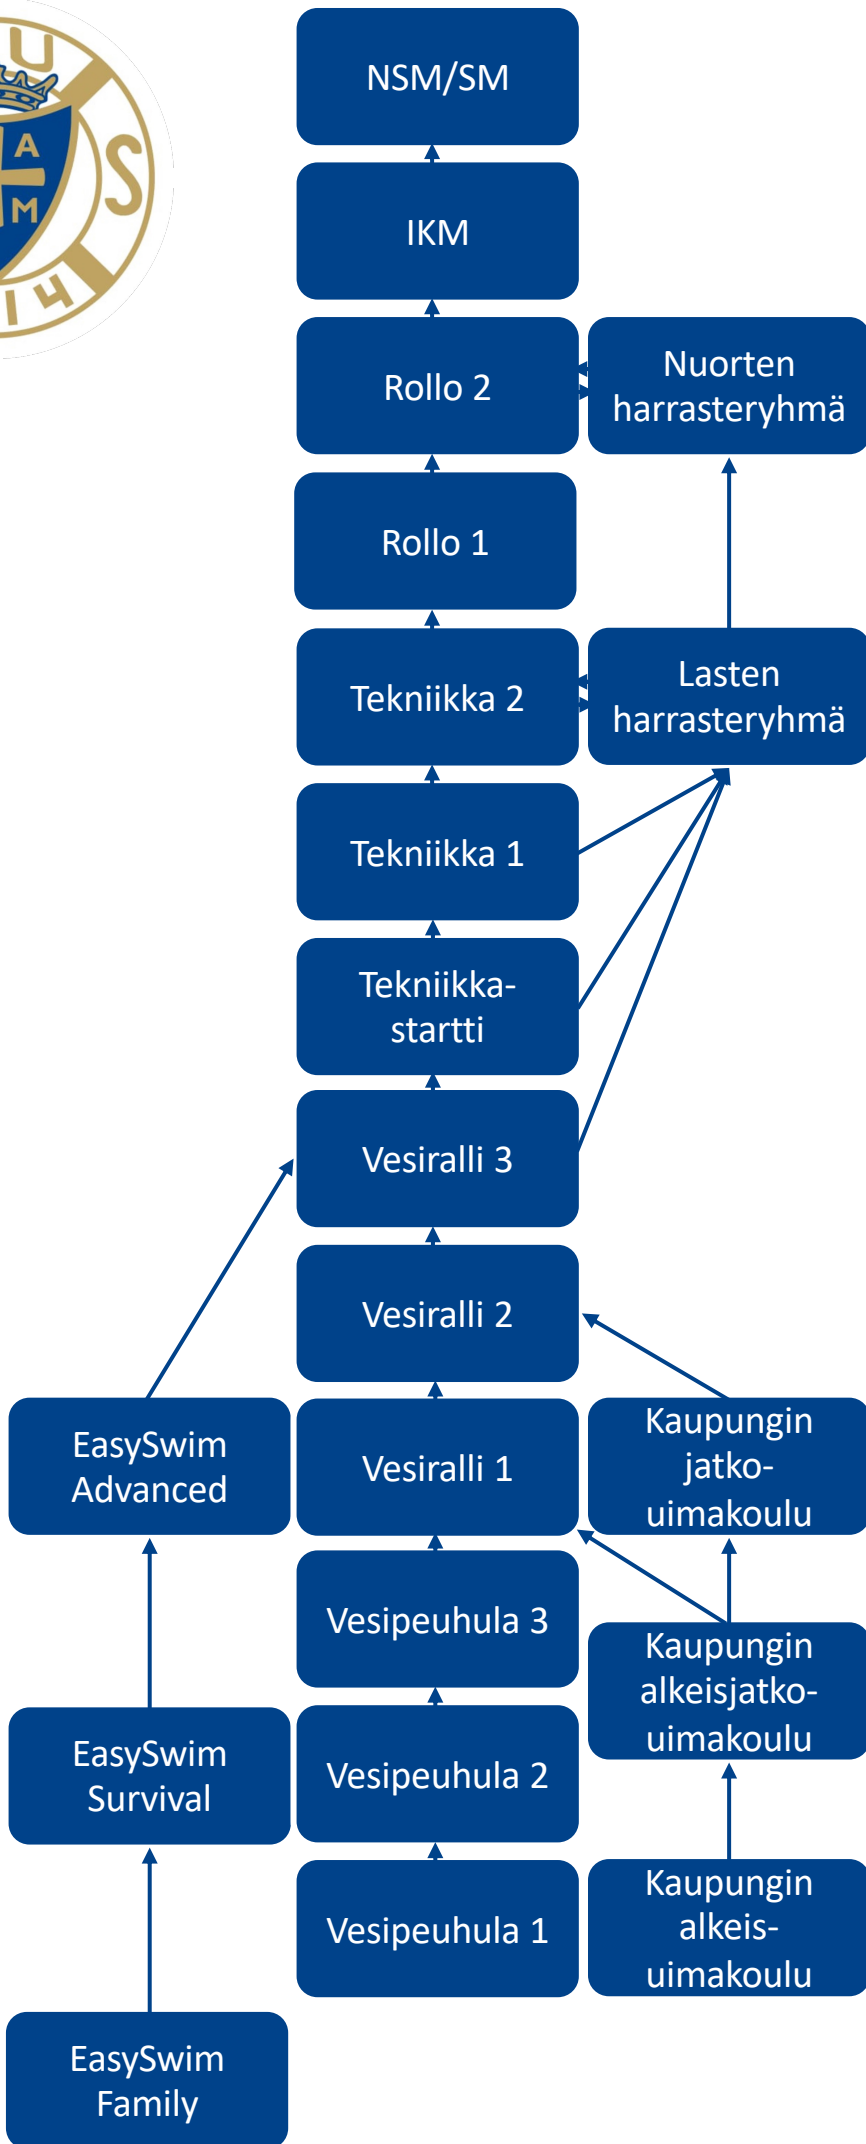 U
S
A
M
1
4
NSM/SM
IKM
Rollo 2
Nuorten
harrasteryhmä
Rollo 1
Tekniikka 2
Lasten
harrasteryhmä
Tekniikka 1
Tekniikka-
startti
Vesiralli 3
Vesiralli 2
EasySwim
Advanced
Vesiralli 1
Kaupungin
jatko-
uimakoulu
Vesipeuhula 3
Kaupungin
alkeisjatko-
uimakoulu
EasySwim
Survival
Vesipeuhula 2
Vesipeuhula 1
Kaupungin
alkeis-
uimakoulu
EasySwim
Family